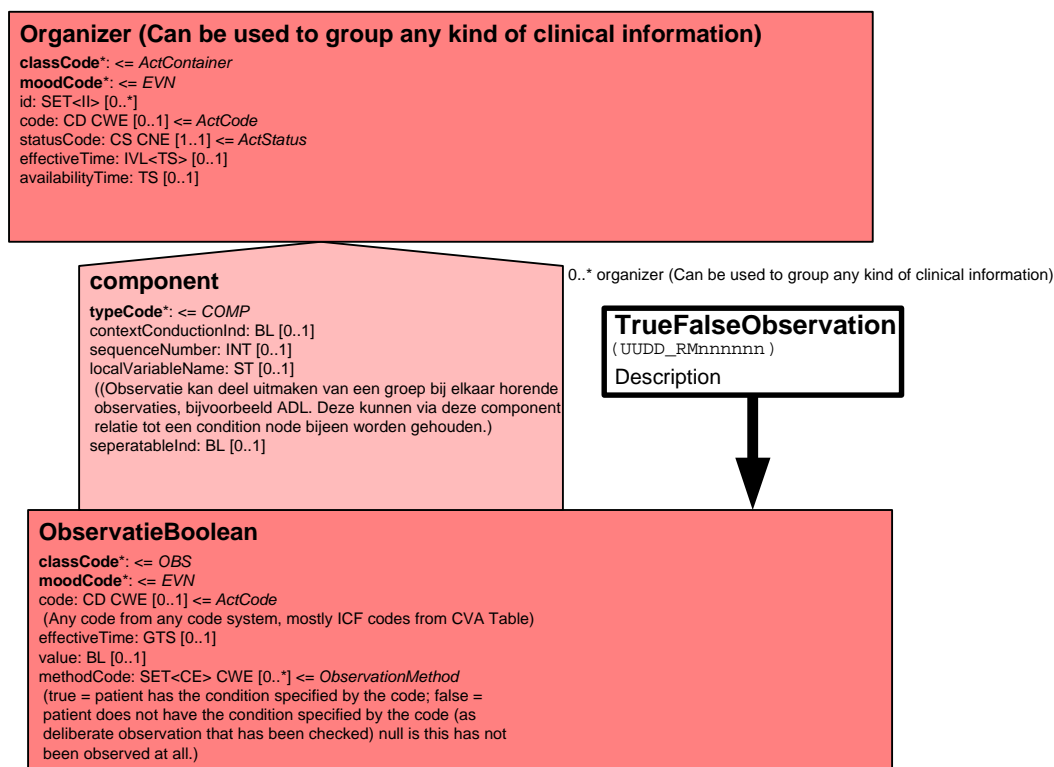 Organizer (Can be used to group any kind of clinical information)
classCode*: <= ActContainer
moodCode*: <= EVN
id: SET<II> [0..*]
code: CD CWE [0..1] <= ActCode
statusCode: CS CNE [1..1] <= ActStatus
effectiveTime: IVL<TS> [0..1]
availabilityTime: TS [0..1]
component
typeCode*: <= COMP
contextConductionInd: BL [0..1]
sequenceNumber: INT [0..1]
localVariableName: ST [0..1]
((Observatie kan deel uitmaken van een groep bij elkaar horende
observaties, bijvoorbeeld ADL. Deze kunnen via deze component
relatie tot een condition node bijeen worden gehouden.)
seperatableInd: BL [0..1]
0..* organizer (Can be used to group any kind of clinical information)
TrueFalseObservation
(UUDD_RMnnnnnn)
Description
ObservatieBoolean
classCode*: <= OBS
moodCode*: <= EVN
code: CD CWE [0..1] <= ActCode
(Any code from any code system, mostly ICF codes from CVA Table)
effectiveTime: GTS [0..1]
value: BL [0..1]
methodCode: SET<CE> CWE [0..*] <= ObservationMethod
(true = patient has the condition specified by the code; false =
patient does not have the condition specified by the code (as
deliberate observation that has been checked) null is this has not
been observed at all.)